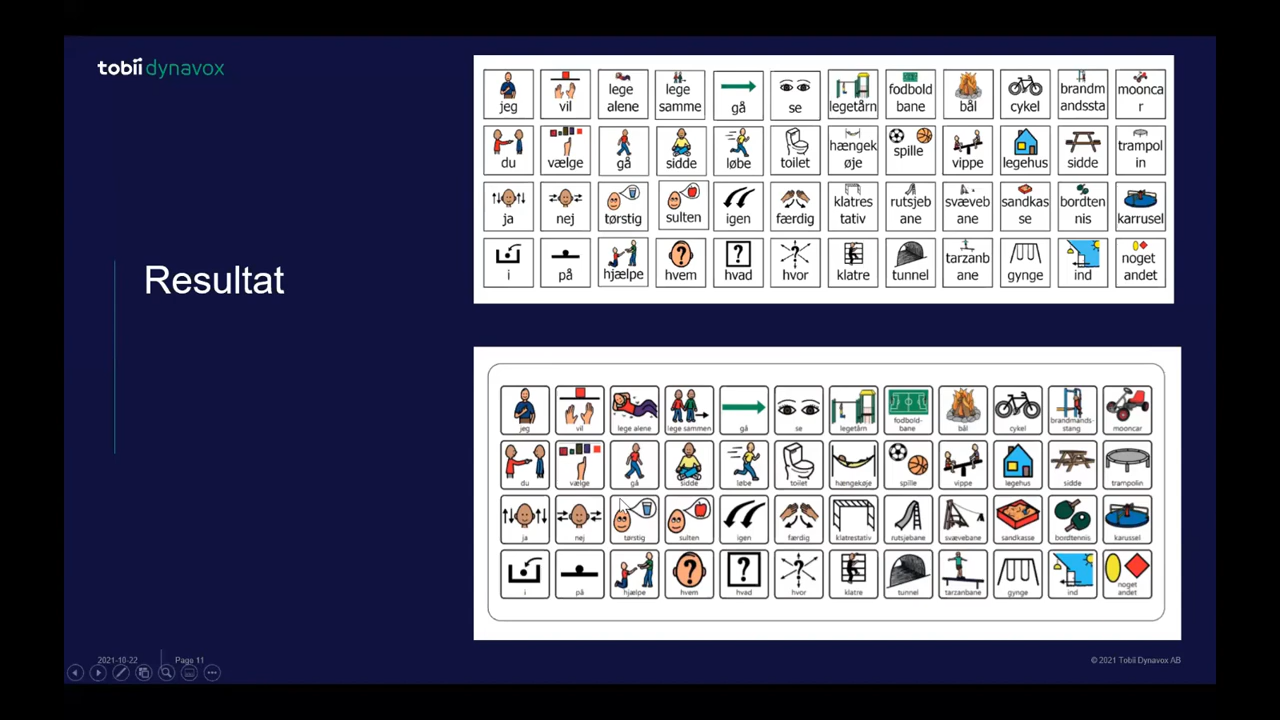 tobii dynavox
Resultat
jeg vil lege alene lege samme gå se legetårn fodbold bane bål cykel brandm andssta mooncar
du vælge gå sidde løbe toilet hængek øje spille vippe legehus sidde trampol in
ja nej tørstig sulten igen færdig klatres tativ rutsjeb ane svæveb ane sandkas se bordten nis karrusel
i på hjælpe hvem hvad hvor klatre tunnel tarzanb ane gynge ind noget andet
jeg vil lege alene lege sammen gå se legetårn fodbold- bane bål cykel brandmands- stang mooncar
du vælge gå sidde løbe toilet hængekøje spille vippe legehus sidde trampolin
ja nej tørstig sulten igen færdig klatrestativ rutsjebane svævebane sandkasse bordtennis karussel
i på hjælpe hvem hvad hvor klatre tunnel tarzanbane gynge ind noget andet
2021-10-22 Page 11
© 2021 Tobii Dynavox AB